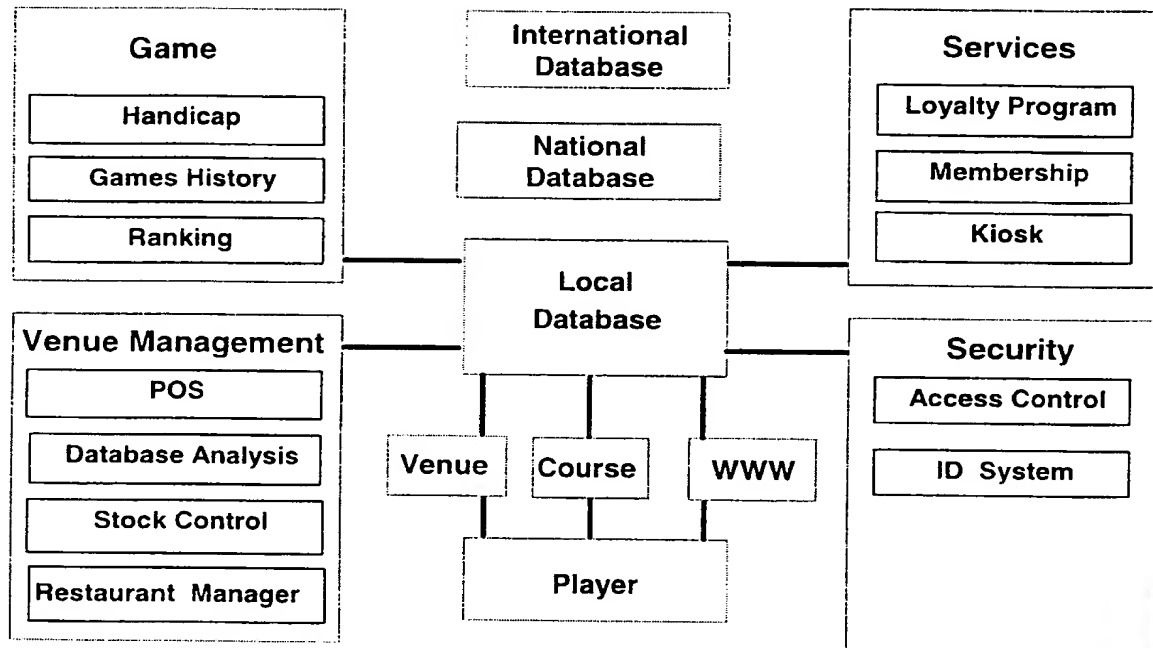 Game
Handicap
Games History
Ranking
International
Database
National
Database
Services
Loyalty Program
Membership
Kiosk
Local
Database
Venue Management
POS
Database Analysis
Stock Control
Restaurant Manager
Venue
Course
WWW
Player
Security
Access Control
ID System